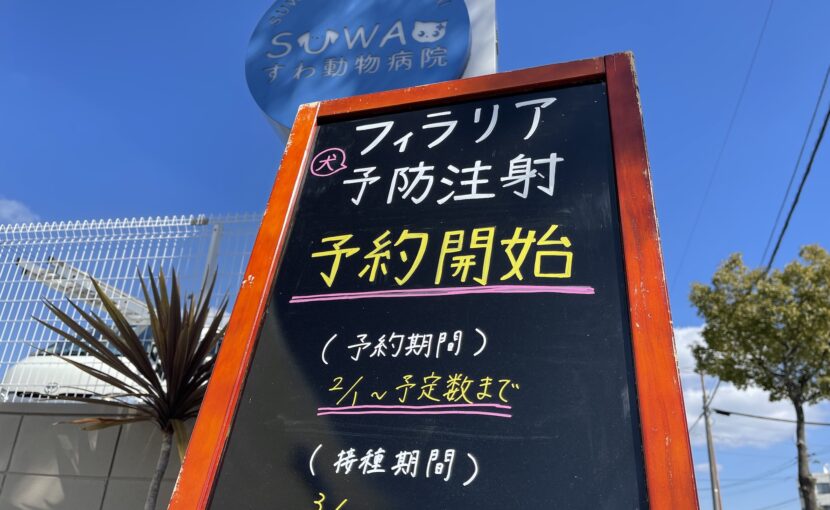 SUWA
すわ動物病院
フィラリア
犬
予防注射
予約開始
(予約期間)
2/1~予定数まで
(接種期間)
3/